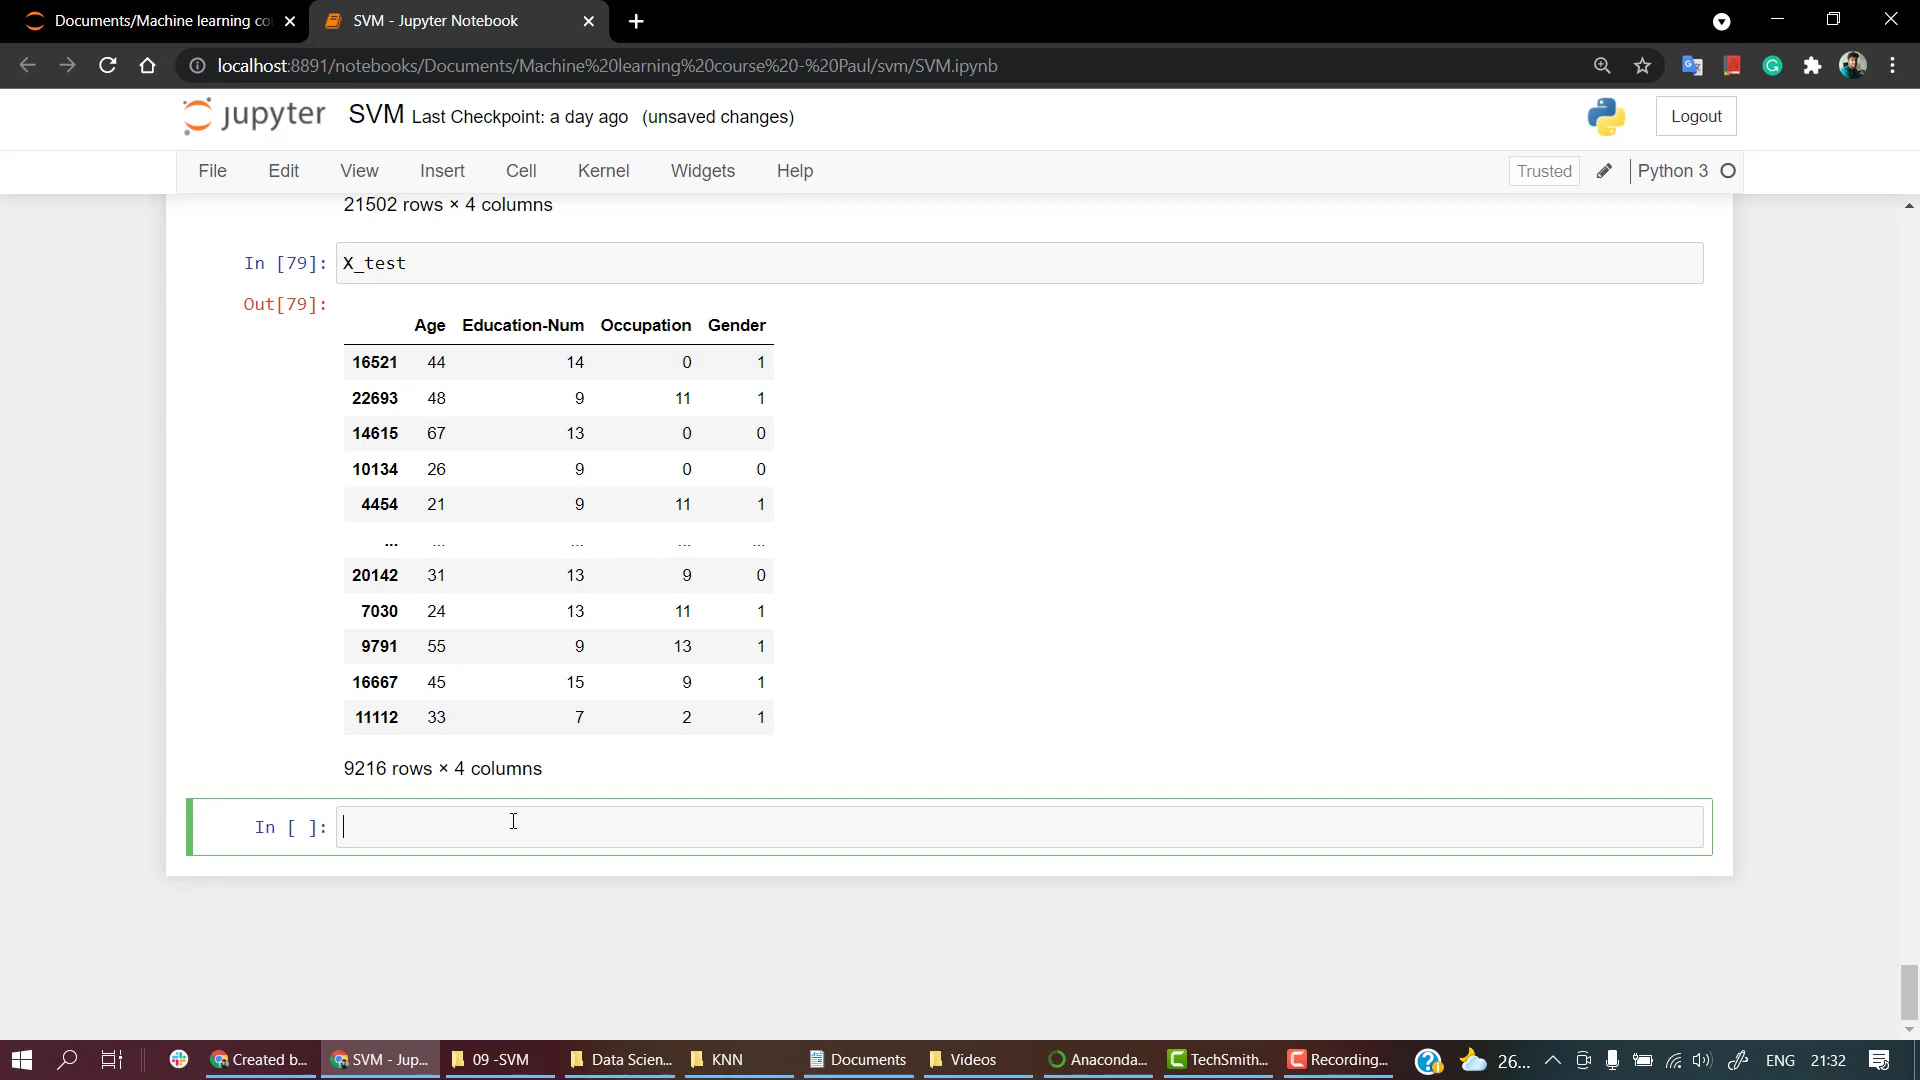 Documents/Machine learning co
SVM - Jupyter Notebook
localhost:8891/notebooks/Documents/Machine%20learning%20course%20-%20Paul/svm/SVM.ipynb
jupyter SVM Last Checkpoint: a day ago (unsaved changes)
Logout
File Edit View Insert Cell Kernel Widgets Help
Trusted Python 3
21502 rows × 4 columns
In [79]: X_test
Out[79]:
Age Education-Num Occupation Gender
16521 44 14 0 1
22693 48 9 11 1
14615 67 13 0 0
10134 26 9 0 0
4454 21 9 11 1
... ... ... ... ...
20142 31 13 9 0
7030 24 13 11 1
9791 55 9 13 1
16667 45 15 9 1
11112 33 7 2 1
9216 rows × 4 columns
In [ ]:
Created b... SVM - Jup... 09 -SVM Data Scien... KNN Documents Videos Anaconda... TechSmith... Recording... 26... ENG 21:32